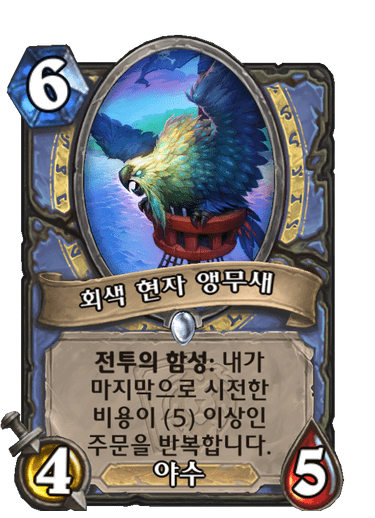 6
회색 현자 앵무새
전투의 함성: 내가
마지막으로 시전한
비용이 (5) 이상인
주문을 반복합니다.
4
야수
5